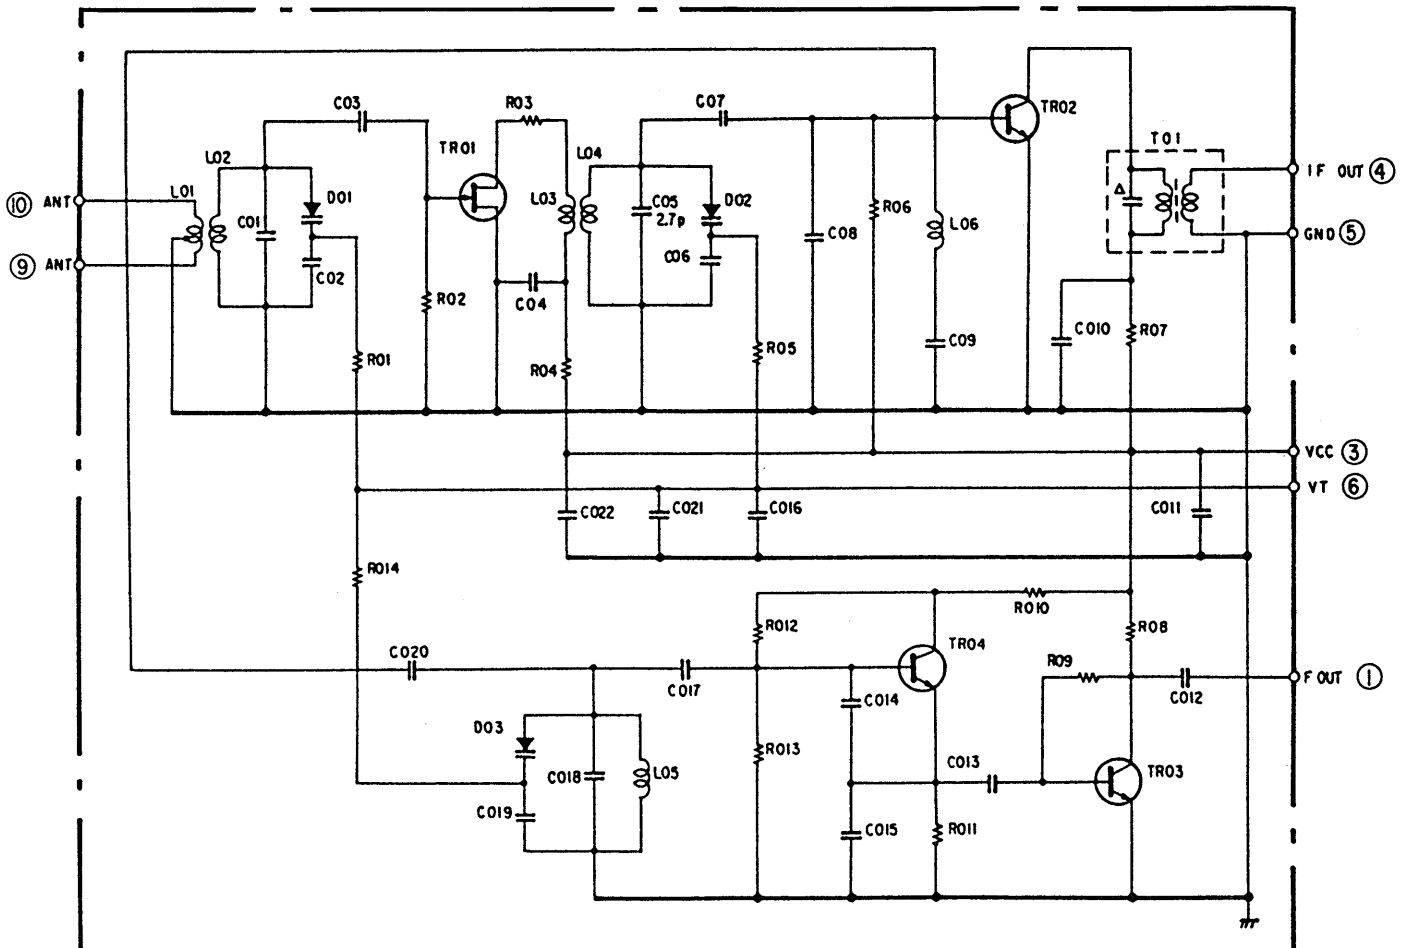 C03
R03
C07
TR02
T01
TR01
L02
L04
L01
D01
L03
C05
2.7p
D02
Δ
IF OUT ④
⑩ ANT
C01
R06
L06
GND ⑤
⑨ ANT
C02
C08
C06
R02
C04
C010
R07
R01
R04
R05
C09
VCC ③
VT ⑥
C022
C021
C016
C011
R014
R010
R012
R08
C020
TR04
R09
C017
F OUT ①
C014
C012
D03
R013
C013
C018
L05
TR03
C019
C015
R011